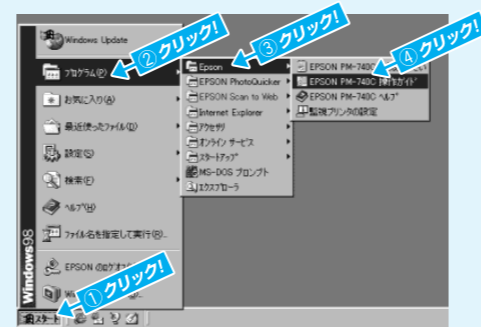 Windows Update
プログラム(P)
お気に入り(A)
最近使ったファイル(D)
設定(S)
検索(F)
ヘルプ(H)
ファイル名を指定して実行(R)...
EPSON のログオフ
Windows98
スタート
Epson
EPSON PhotoQuicker
EPSON Scan to Web
Internet Explorer
アクセサリ
オンライン サービス
スタートアップ
MS-DOS プロンプト
エクスプローラ
EPSON PM-740C
EPSON PM-740C 操作ガイド
EPSON PM-740C ヘルプ
監視プリンタの設定
①クリック!
②クリック!
③クリック!
④クリック!